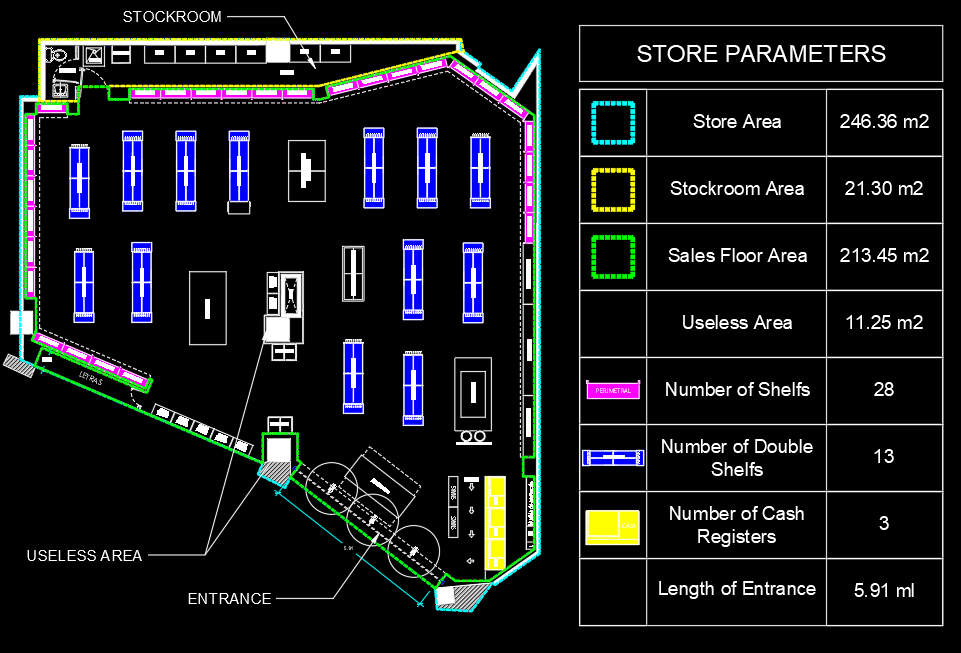 STOCKROOM
LETRAS
SNAKS
SNAKS
5.91
USELESS AREA
ENTRANCE
STORE PARAMETERS
Store Area 246.36 m2
Stockroom Area 21.30 m2
Sales Floor Area 213.45 m2
Useless Area 11.25 m2
PERIMETRAL
Number of Shelfs 28
Number of Double
Shelfs
13
Number of Cash
Registers
3
Length of Entrance 5.91 ml